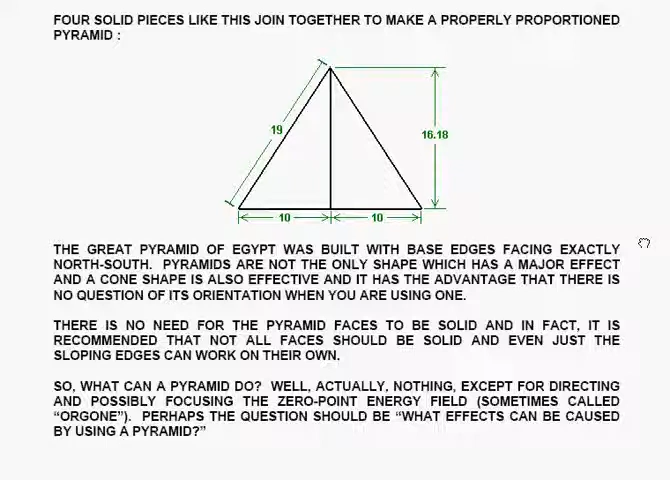 FOUR SOLID PIECES LIKE THIS JOIN TOGETHER TO MAKE A PROPERLY PROPORTIONED
PYRAMID :
19
16.18
10
10
THE GREAT PYRAMID OF EGYPT WAS BUILT WITH BASE EDGES FACING EXACTLY
NORTH-SOUTH. PYRAMIDS ARE NOT THE ONLY SHAPE WHICH HAS A MAJOR EFFECT
AND A CONE SHAPE IS ALSO EFFECTIVE AND IT HAS THE ADVANTAGE THAT THERE IS
NO QUESTION OF ITS ORIENTATION WHEN YOU ARE USING ONE.
THERE IS NO NEED FOR THE PYRAMID FACES TO BE SOLID AND IN FACT, IT IS
RECOMMENDED THAT NOT ALL FACES SHOULD BE SOLID AND EVEN JUST THE
SLOPING EDGES CAN WORK ON THEIR OWN.
SO, WHAT CAN A PYRAMID DO? WELL, ACTUALLY, NOTHING, EXCEPT FOR DIRECTING
AND POSSIBLY FOCUSING THE ZERO-POINT ENERGY FIELD (SOMETIMES CALLED
“ORGONE”). PERHAPS THE QUESTION SHOULD BE “WHAT EFFECTS CAN BE CAUSED
BY USING A PYRAMID?”